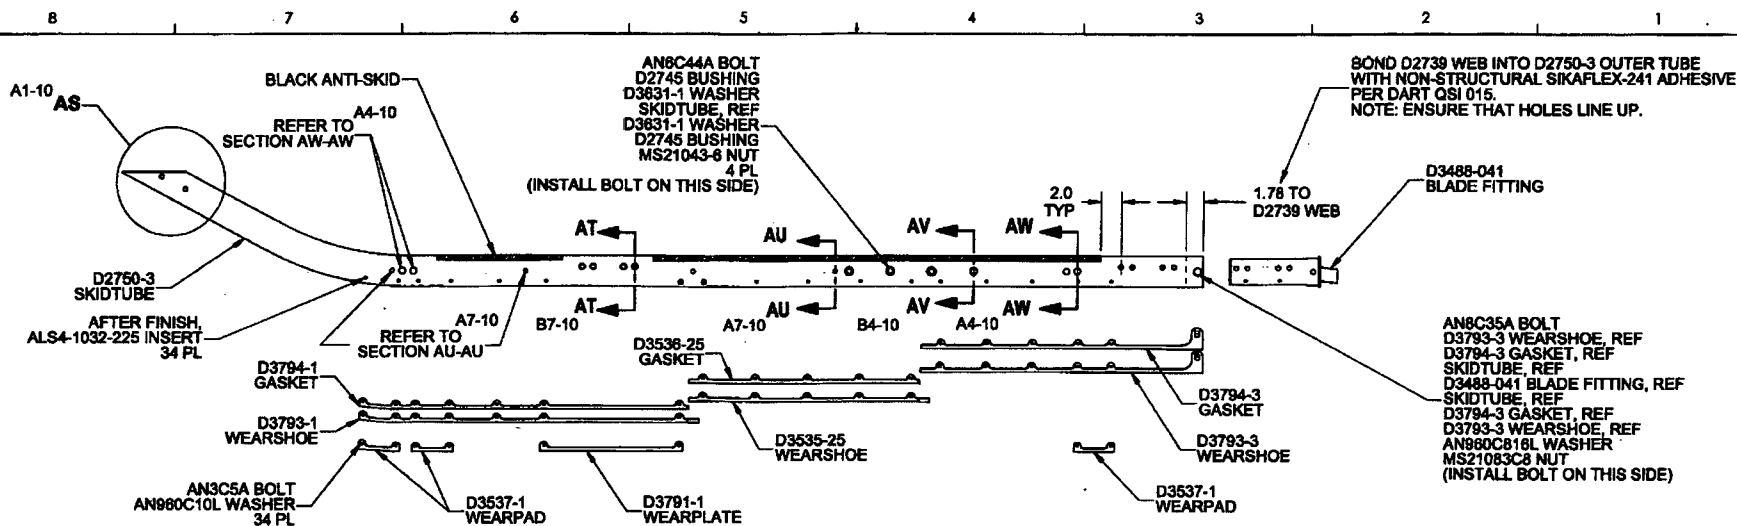 8 7 6 5 4 3 2 1
A1-10
AS
BLACK ANTI-SKID
A4-10
REFER TO
SECTION AW-AW
AN6C44A BOLT
D2745 BUSHING
D3631-1 WASHER
SKIDTUBE, REF
D3631-1 WASHER
D2745 BUSHING
MS21043-6 NUT
4 PL
(INSTALL BOLT ON THIS SIDE)
BOND D2739 WEB INTO D2750-3 OUTER TUBE
WITH NON-STRUCTURAL SIKAFLEX-241 ADHESIVE
PER DART QSI 015.
NOTE: ENSURE THAT HOLES LINE UP.
2.0
TYP
1.78 TO
D2739 WEB
D3488-041
BLADE FITTING
AT
AU
AV
AW
D2750-3
SKIDTUBE
AT
AU
AV
AW
AFTER FINISH,
ALS4-1032-225 INSERT
34 PL
A7-10
REFER TO
SECTION AU-AU
B7-10
A7-10
B4-10
A4-10
D3794-1
GASKET
D3793-1
WEARSHOE
D3536-25
GASKET
D3535-25
WEARSHOE
D3794-3
GASKET
D3793-3
WEARSHOE
AN3C5A BOLT
AN960C10L WASHER
34 PL
D3537-1
WEARPAD
D3791-1
WEARPLATE
D3537-1
WEARPAD
AN8C35A BOLT
D3793-3 WEARSHOE, REF
D3794-3 GASKET, REF
SKIDTUBE, REF
D3488-041 BLADE FITTING, REF
SKIDTUBE, REF
D3794-3 GASKET, REF
D3793-3 WEARSHOE, REF
AN960C816L WASHER
MS21083C8 NUT
(INSTALL BOLT ON THIS SIDE)